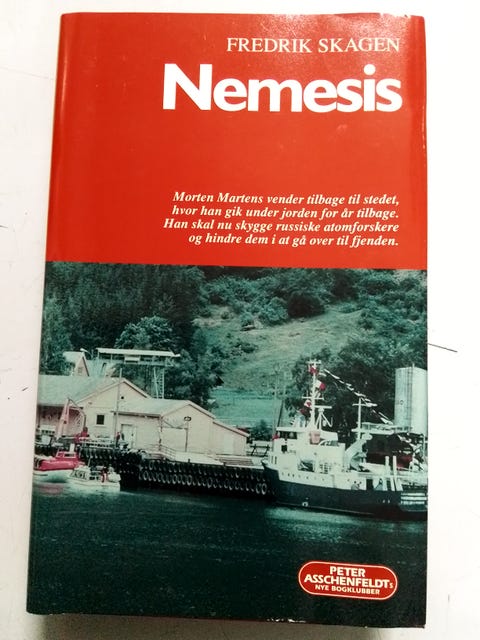 FREDRIK SKAGEN
Nemesis
Morten Martens vender tilbage til stedet,
hvor han gik under jorden for år tilbage.
Han skal nu skygge russiske atomforskere
og hindre dem i at gå over til fjenden.
PETER
ASSCHENFELDTs
NYE BOGKLUBBER